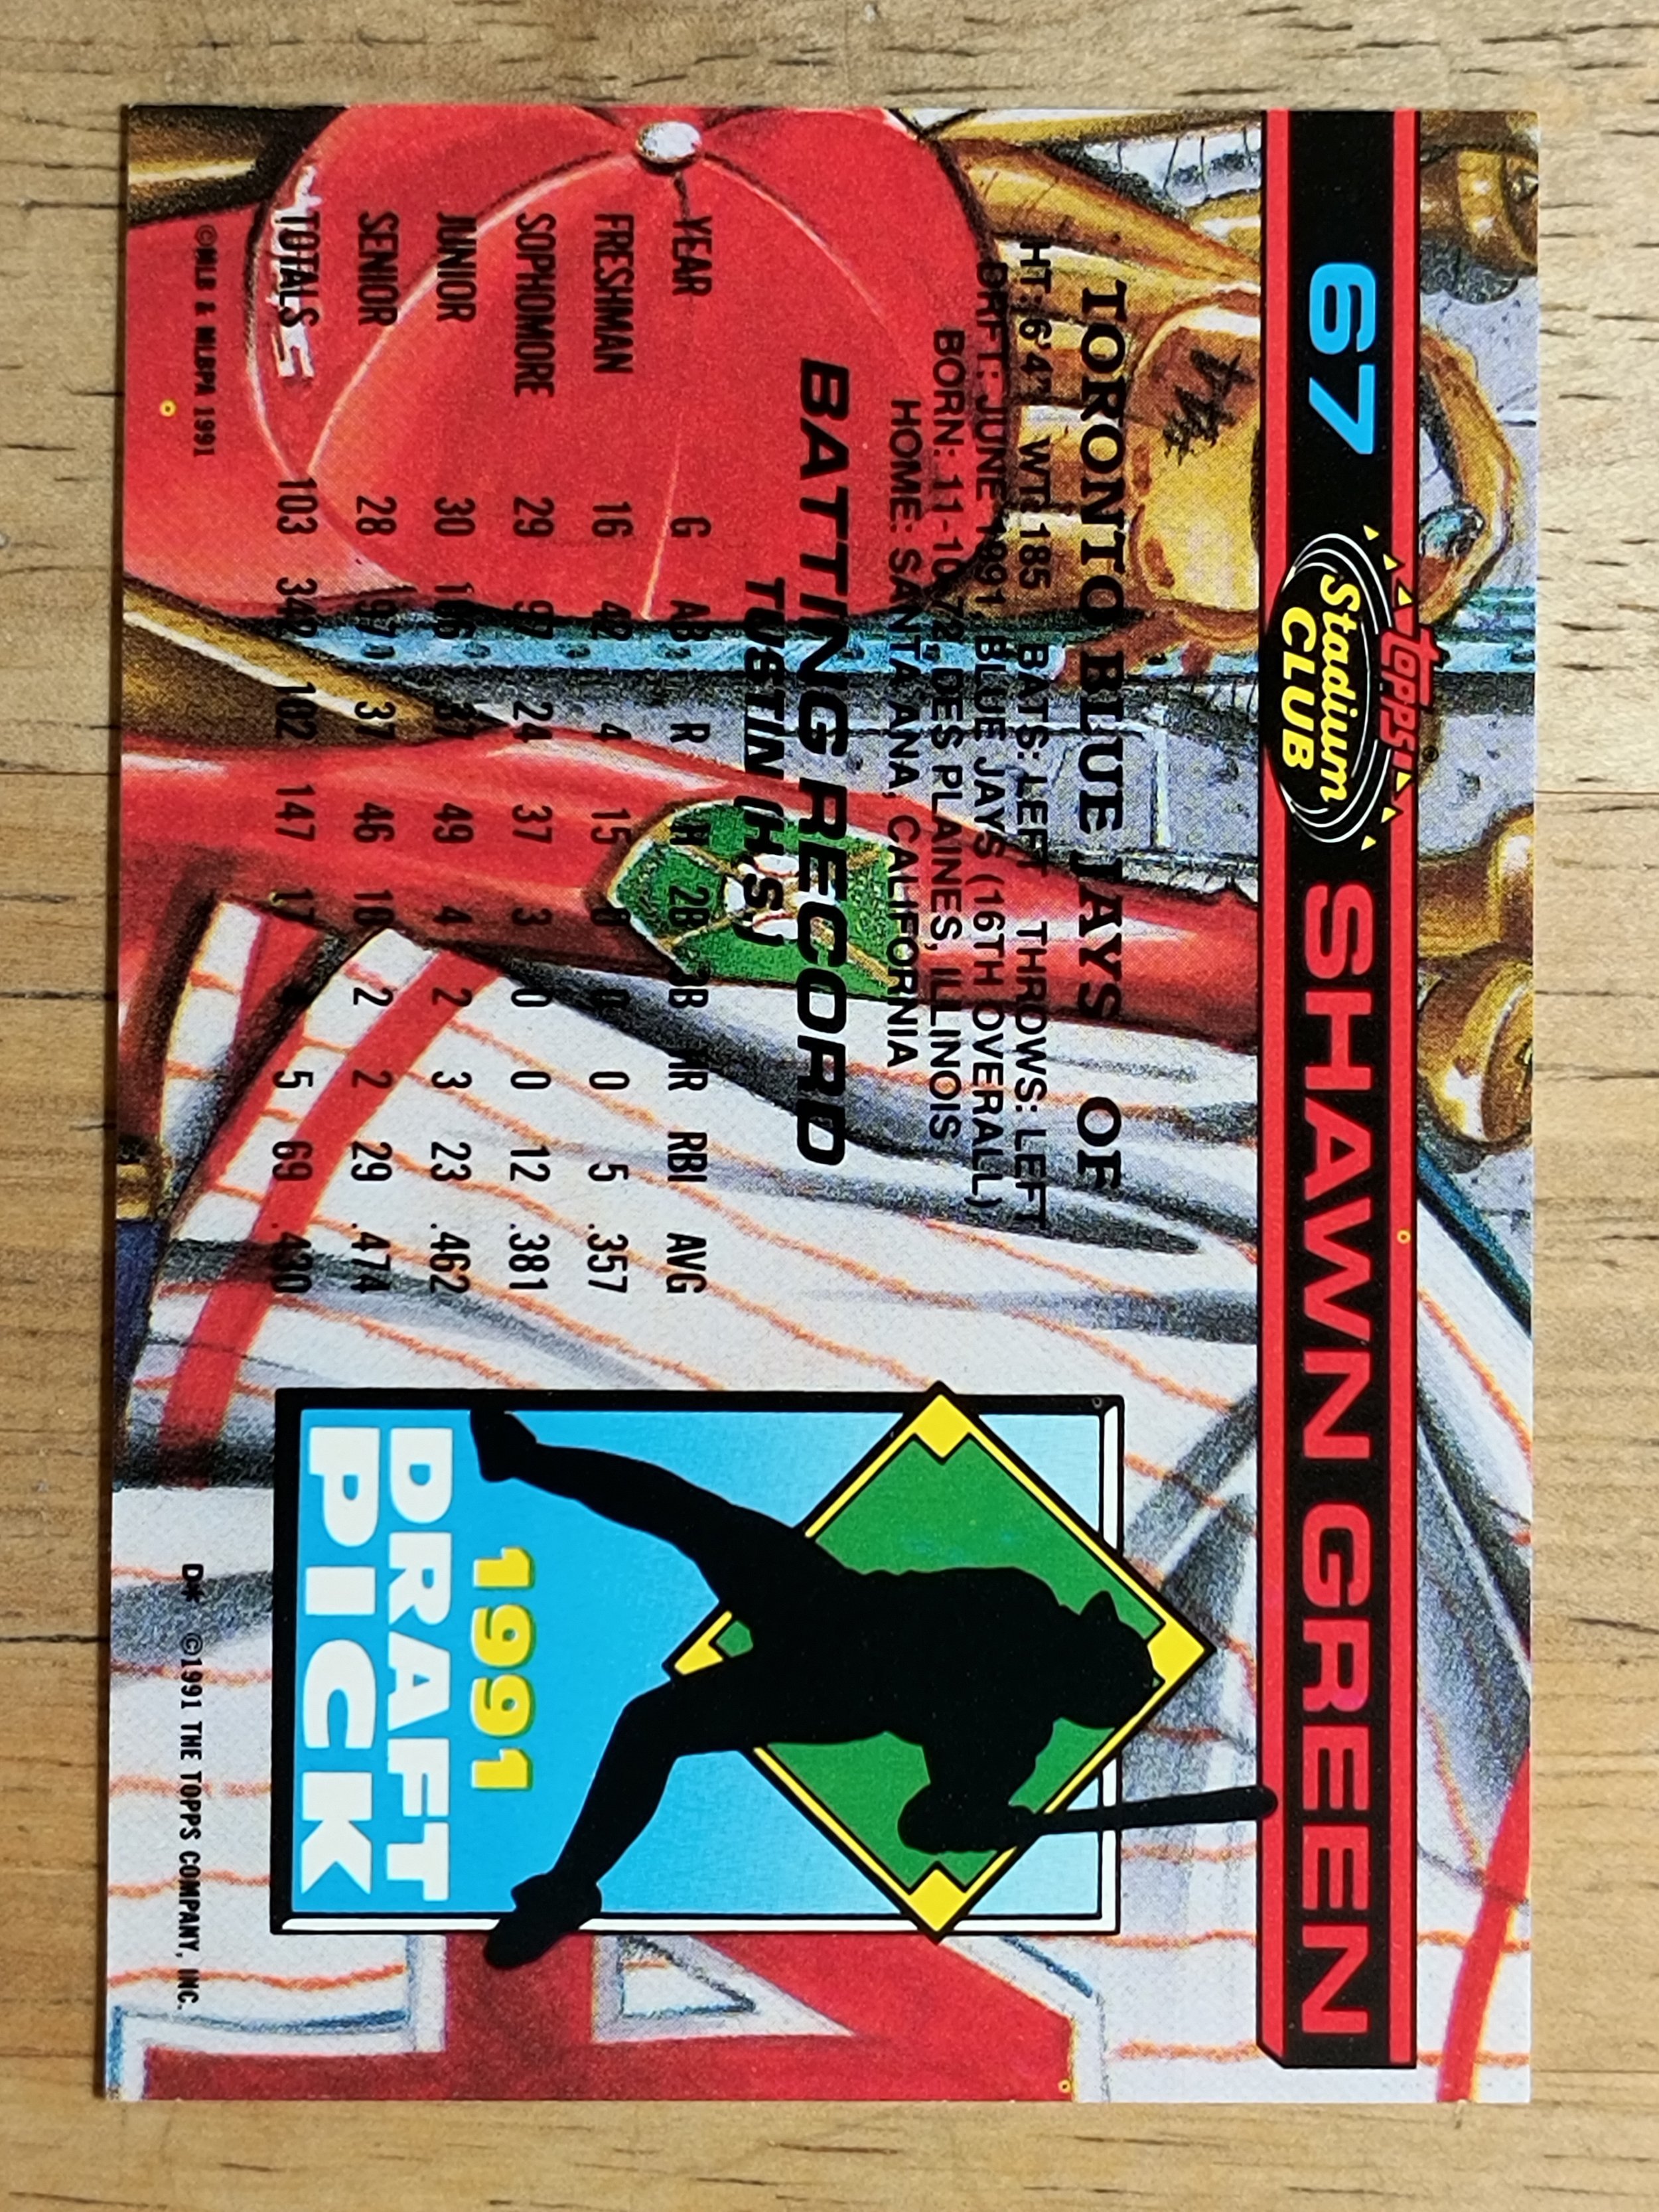 67 Topps® Stadium CLUB SHAWN GREEN
#44
TORONTO BLUE JAYS OF
HT: 6'4" WT: 185 BATS: LEFT THROWS: LEFT
DRFT: JUNE 1991, BLUE JAYS (16TH OVERALL)
BORN: 11-10-72, DES PLAINES, ILLINOIS
HOME: SANTA ANA, CALIFORNIA
BATTING RECORD
TUSTIN (H.S.)
YEAR G AB R H 2B 3B HR RBI AVG
FRESHMAN 16 42 4 15 0 0 5 .357
SOPHOMORE 29 97 24 37 3 0 0 12 .381
JUNIOR 30 106 37 49 4 2 3 23 .462
SENIOR 28 97 37 46 10 2 2 29 .474
TOTALS 103 342 102 147 17 5 69 .430
1991
DRAFT
PICK
©MLB & MLBPA 1991
D* ©1991 THE TOPPS COMPANY, INC.